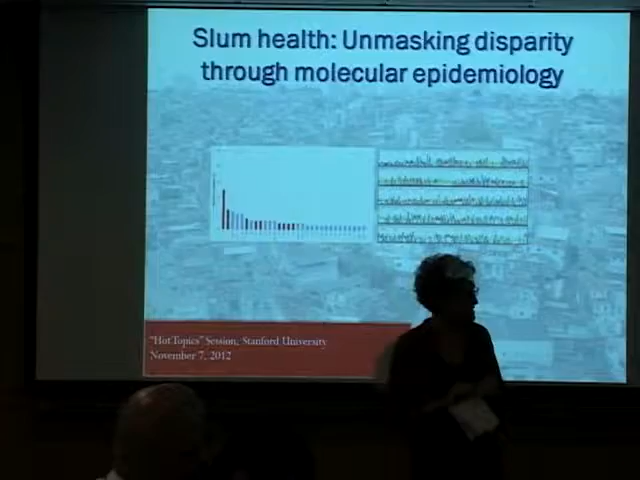 Slum health: Unmasking disparity
through molecular epidemiology
"Hot Topics" Session, Stanford University
November 7, 2012